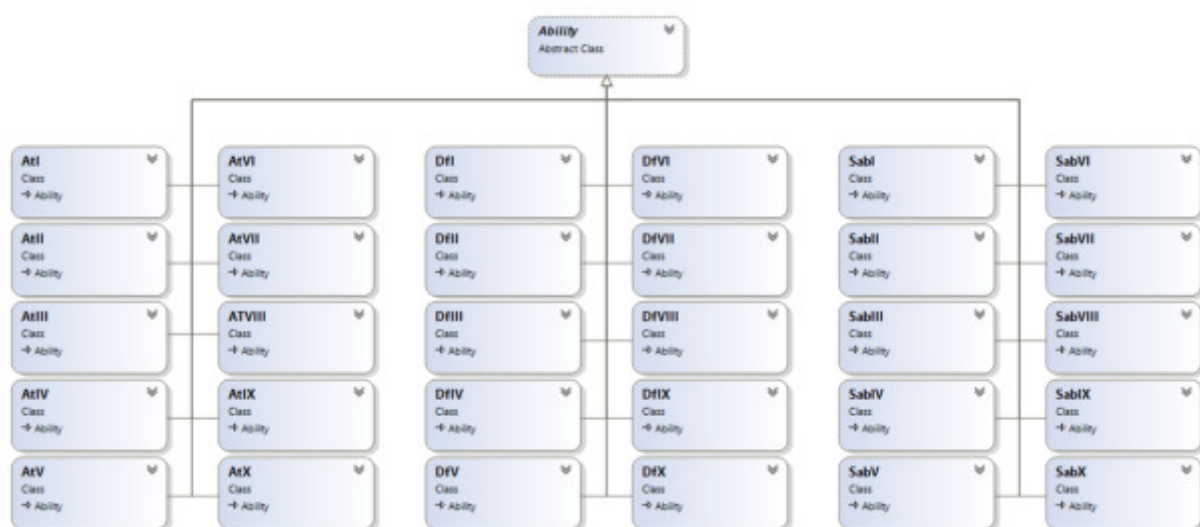 Ability
Abstract Class
AtI
Class
Ability
AtVI
Class
Ability
DfI
Class
Ability
DfVI
Class
Ability
SabI
Class
Ability
SabVI
Class
Ability
AtII
Class
Ability
AtVII
Class
Ability
DfII
Class
Ability
DfVII
Class
Ability
SabII
Class
Ability
SabVII
Class
Ability
AtIII
Class
Ability
ATVIII
Class
Ability
DfIII
Class
Ability
DfVIII
Class
Ability
SabIII
Class
Ability
SabVIII
Class
Ability
AtIV
Class
Ability
AtIX
Class
Ability
DfIV
Class
Ability
DfIX
Class
Ability
SabIV
Class
Ability
SabIX
Class
Ability
AtV
Class
Ability
AtX
Class
Ability
DfV
Class
Ability
DfX
Class
Ability
SabV
Class
Ability
SabX
Class
Ability